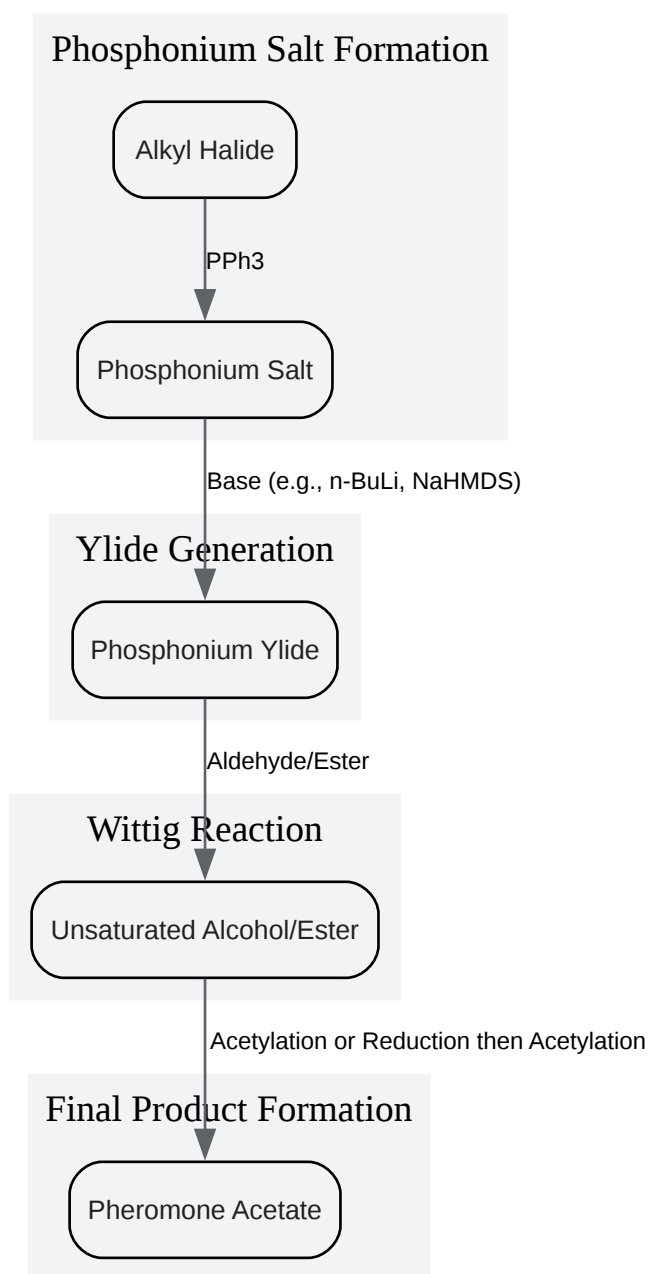 Phosphonium Salt Formation
Alkyl Halide
PPh3
Phosphonium Salt
Base (e.g., n-BuLi, NaHMDS)
Ylide Generation
Phosphonium Ylide
Aldehyde/Ester
Wittig Reaction
Unsaturated Alcohol/Ester
Acetylation or Reduction then Acetylation
Final Product Formation
Pheromone Acetate